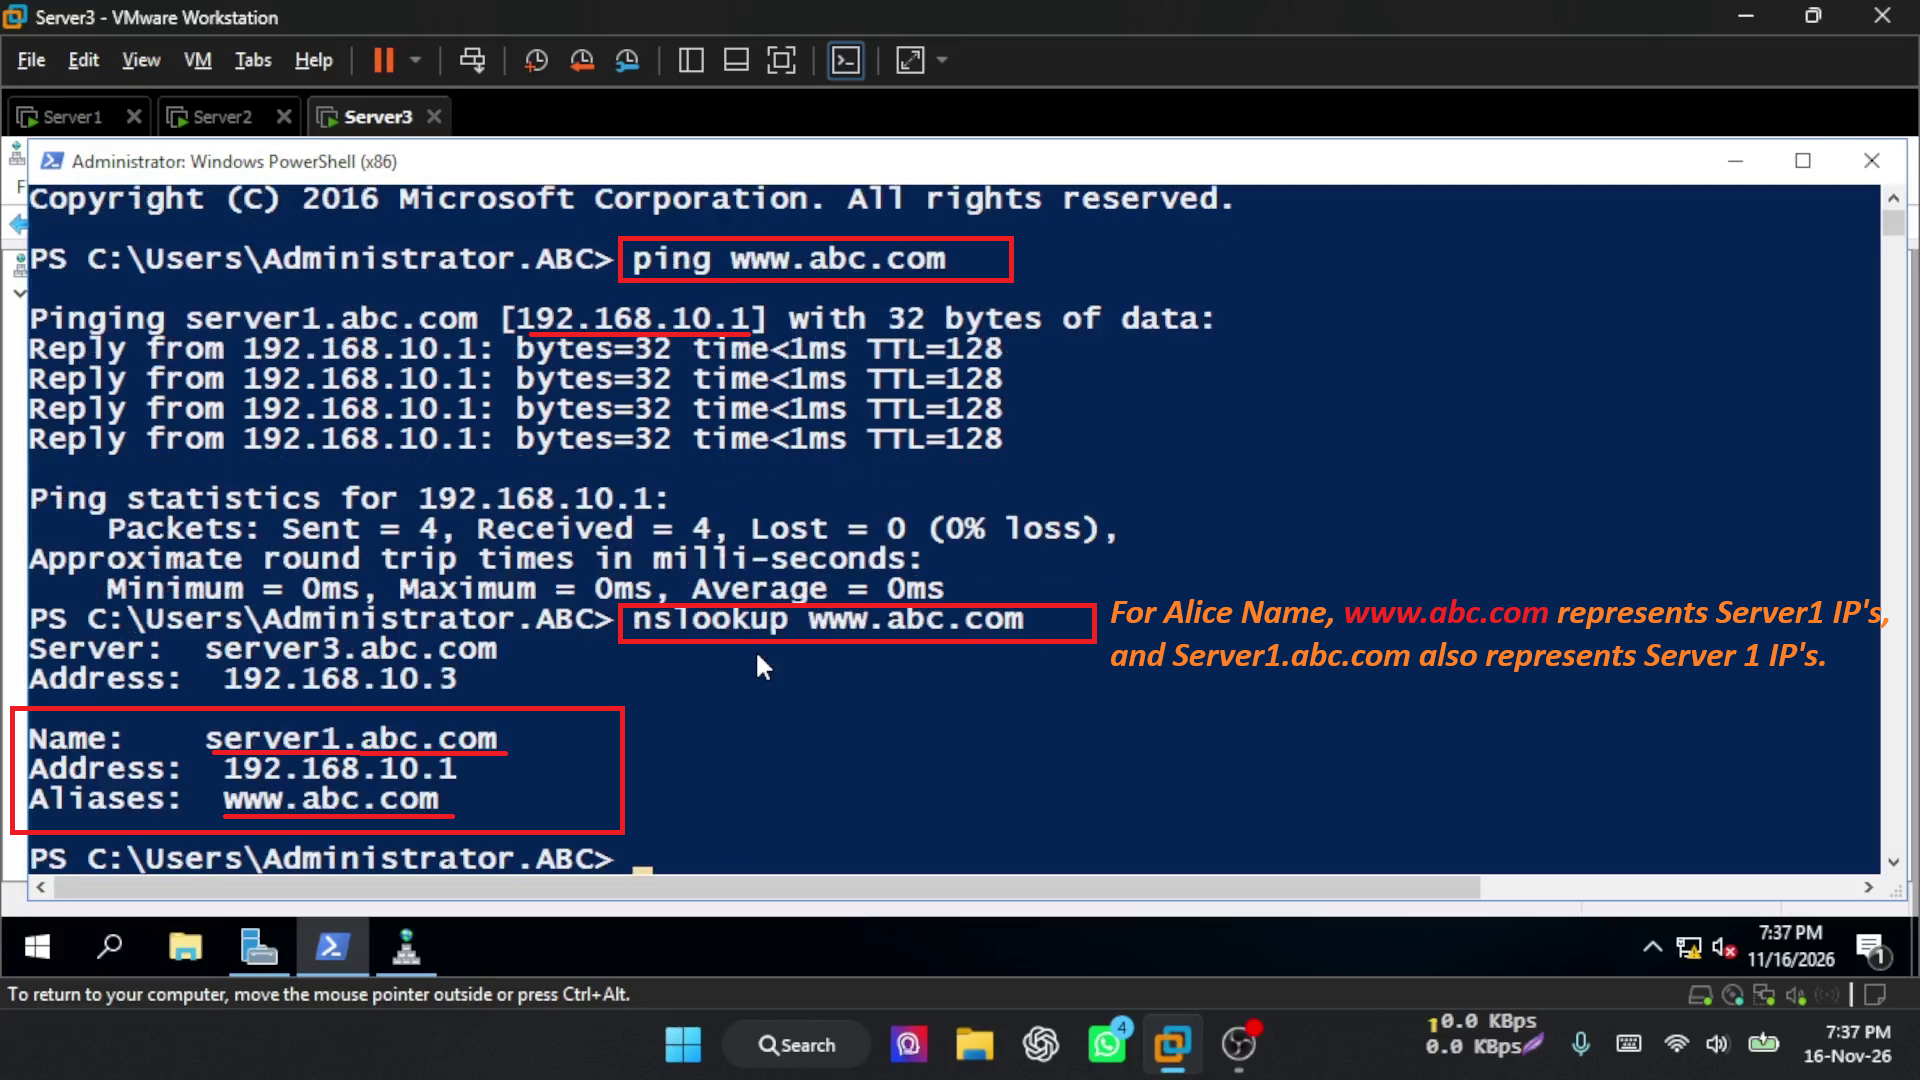 Server3 - VMware Workstation
File Edit View VM Tabs Help
Server1 Server2 Server3
Administrator: Windows PowerShell (x86)
F
Copyright (C) 2016 Microsoft Corporation. All rights reserved.
PS C:\Users\Administrator.ABC> ping www.abc.com
Pinging server1.abc.com [192.168.10.1] with 32 bytes of data:
Reply from 192.168.10.1: bytes=32 time<1ms TTL=128
Reply from 192.168.10.1: bytes=32 time<1ms TTL=128
Reply from 192.168.10.1: bytes=32 time<1ms TTL=128
Reply from 192.168.10.1: bytes=32 time<1ms TTL=128
Ping statistics for 192.168.10.1:
Packets: Sent = 4, Received = 4, Lost = 0 (0% loss),
Approximate round trip times in milli-seconds:
Minimum = 0ms, Maximum = 0ms, Average = 0ms
PS C:\Users\Administrator.ABC> nslookup www.abc.com
For Alice Name, www.abc.com represents Server1 IP's,
and Server1.abc.com also represents Server 1 IP's.
Server: server3.abc.com
Address: 192.168.10.3
Name: server1.abc.com
Address: 192.168.10.1
Aliases: www.abc.com
PS C:\Users\Administrator.ABC>
7:37 PM
11/16/2026
1
To return to your computer, move the mouse pointer outside or press Ctrl+Alt.
Search
4
0.0 KBps
0.0 KBps
7:37 PM
16-Nov-26